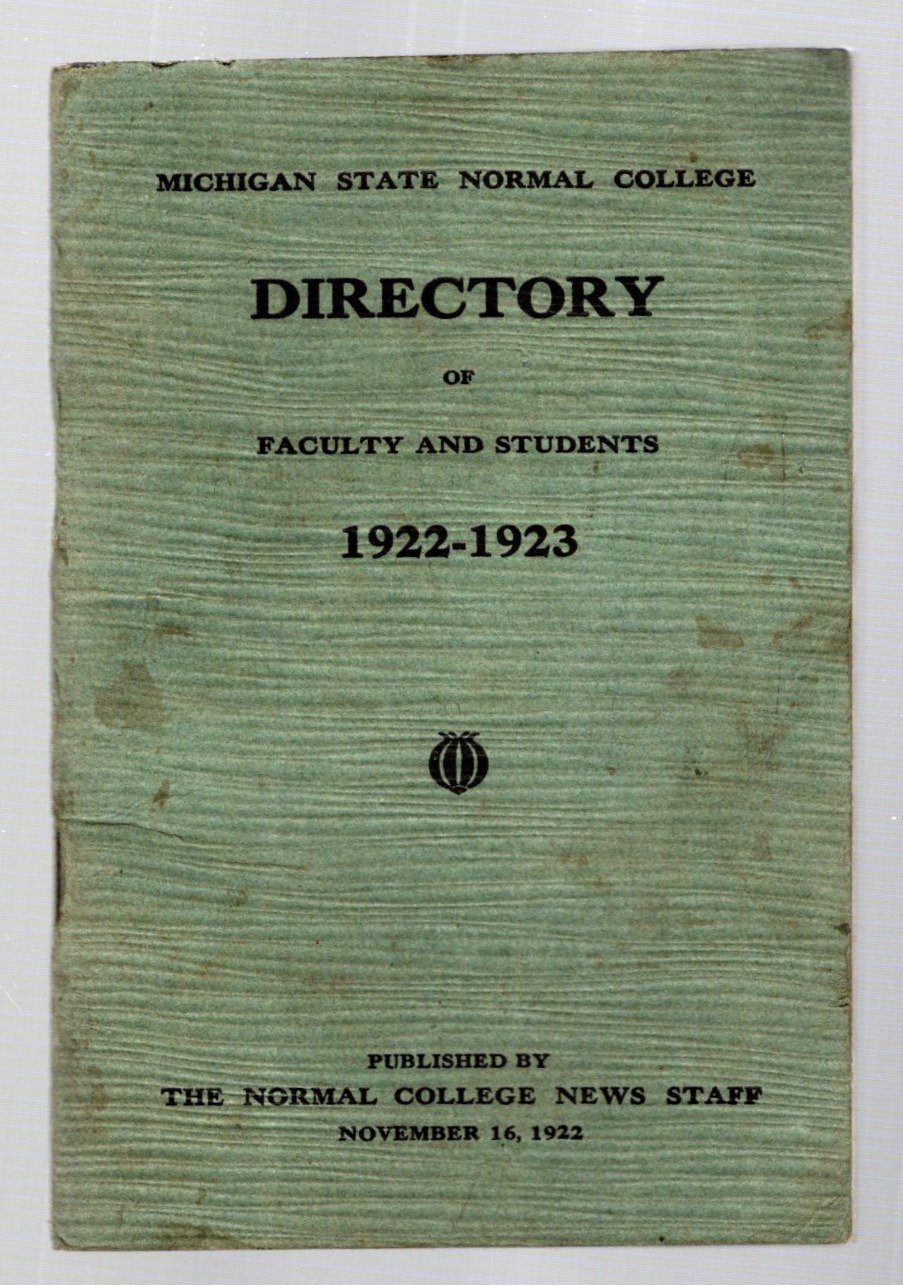 MICHIGAN STATE NORMAL COLLEGE
DIRECTORY
OF
FACULTY AND STUDENTS
1922-1923
PUBLISHED BY
THE NORMAL COLLEGE NEWS STAFF
NOVEMBER 16, 1922